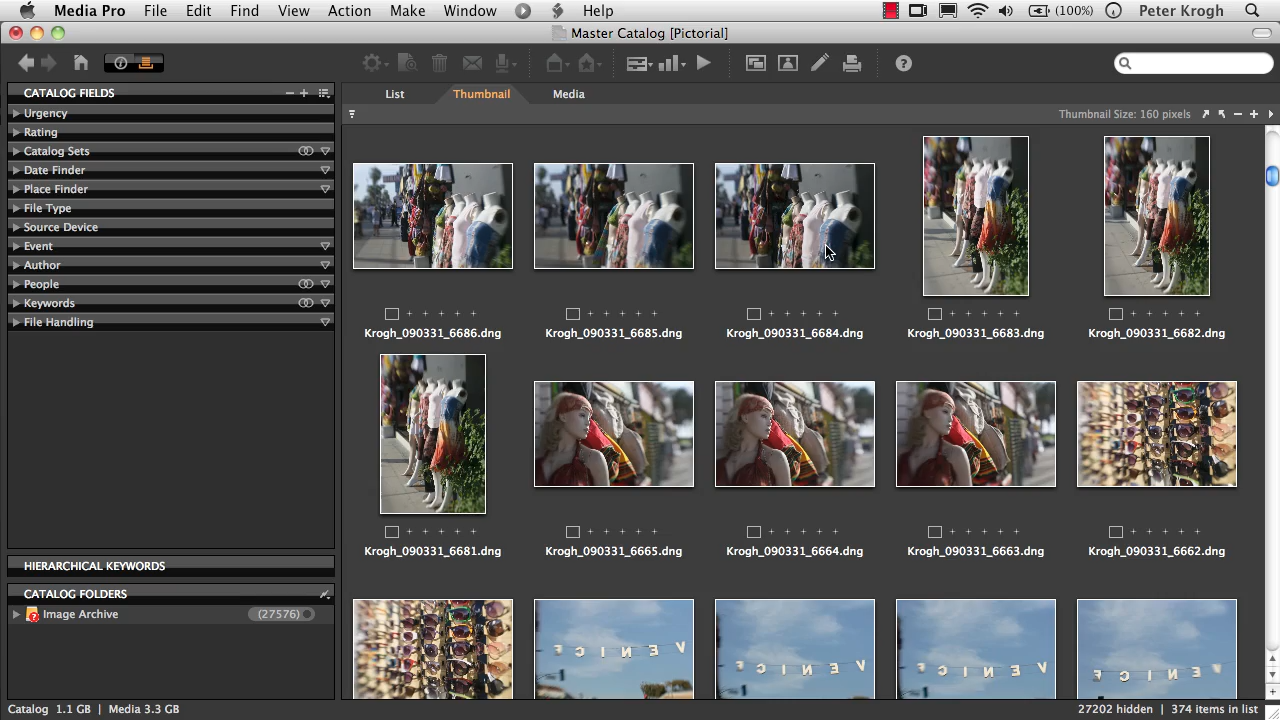 Media Pro File Edit Find View Action Make Window Help (100%) Peter Krogh
Master Catalog [Pictorial]
CATALOG FIELDS
Urgency
Rating
Catalog Sets
Date Finder
Place Finder
File Type
Source Device
Event
Author
People
Keywords
File Handling
HIERARCHICAL KEYWORDS
CATALOG FOLDERS
Image Archive (27576)
List Thumbnail Media
Thumbnail Size: 160 pixels
Krogh_090331_6686.dng Krogh_090331_6685.dng Krogh_090331_6684.dng Krogh_090331_6683.dng Krogh_090331_6682.dng
Krogh_090331_6681.dng Krogh_090331_6665.dng Krogh_090331_6664.dng Krogh_090331_6663.dng Krogh_090331_6662.dng
VENICE VENICE VENICE VENICE
Catalog 1.1 GB | Media 3.3 GB
27202 hidden | 374 items in list